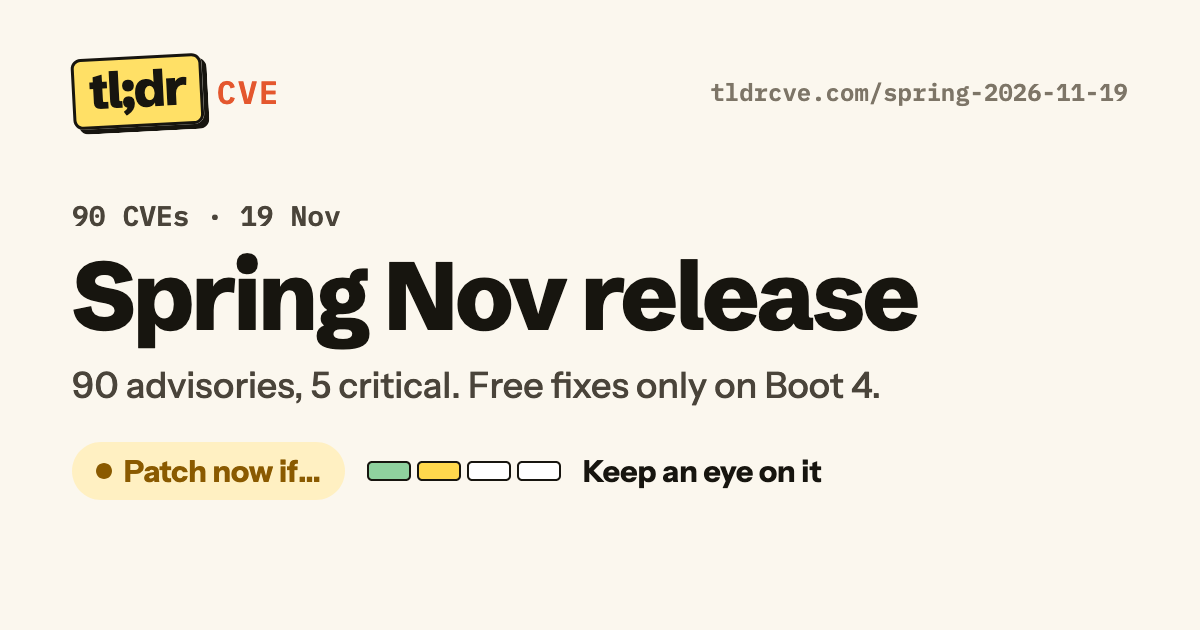 tl;dr CVE
tldrcve.com/spring-2026-11-19
90 CVEs · 19 Nov
Spring Nov release
90 advisories, 5 critical. Free fixes only on Boot 4.
Patch now if... Keep an eye on it